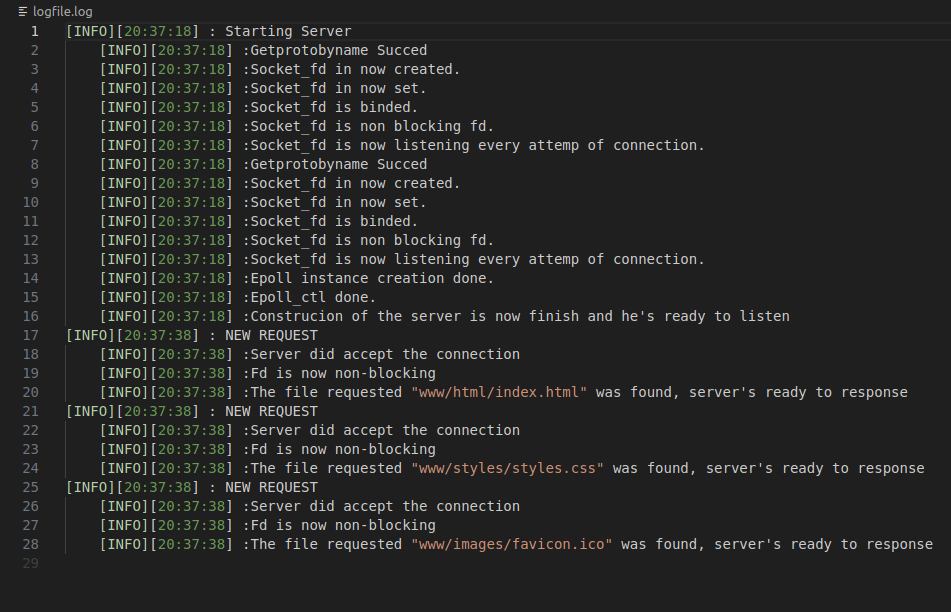 logfile.log
1 [INFO][20:37:18] : Starting Server
2 [INFO][20:37:18] :Getprotobyname Succed
3 [INFO][20:37:18] :Socket_fd in now created.
4 [INFO][20:37:18] :Socket_fd in now set.
5 [INFO][20:37:18] :Socket_fd is binded.
6 [INFO][20:37:18] :Socket_fd is non blocking fd.
7 [INFO][20:37:18] :Socket_fd is now listening every attemp of connection.
8 [INFO][20:37:18] :Getprotobyname Succed
9 [INFO][20:37:18] :Socket_fd in now created.
10 [INFO][20:37:18] :Socket_fd in now set.
11 [INFO][20:37:18] :Socket_fd is binded.
12 [INFO][20:37:18] :Socket_fd is non blocking fd.
13 [INFO][20:37:18] :Socket_fd is now listening every attemp of connection.
14 [INFO][20:37:18] :Epoll instance creation done.
15 [INFO][20:37:18] :Epoll_ctl done.
16 [INFO][20:37:18] :Construcion of the server is now finish and he's ready to listen
17 [INFO][20:37:38] : NEW REQUEST
18 [INFO][20:37:38] :Server did accept the connection
19 [INFO][20:37:38] :Fd is now non-blocking
20 [INFO][20:37:38] :The file requested "www/html/index.html" was found, server's ready to response
21 [INFO][20:37:38] : NEW REQUEST
22 [INFO][20:37:38] :Server did accept the connection
23 [INFO][20:37:38] :Fd is now non-blocking
24 [INFO][20:37:38] :The file requested "www/styles/styles.css" was found, server's ready to response
25 [INFO][20:37:38] : NEW REQUEST
26 [INFO][20:37:38] :Server did accept the connection
27 [INFO][20:37:38] :Fd is now non-blocking
28 [INFO][20:37:38] :The file requested "www/images/favicon.ico" was found, server's ready to response
29